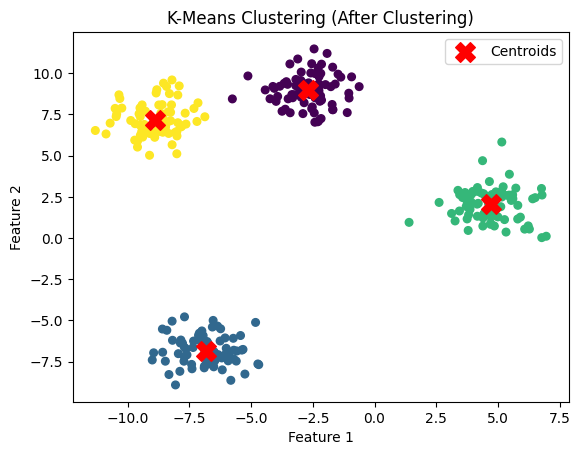 K-Means Clustering (After Clustering)
Centroids
Feature 2
10.0
7.5
5.0
2.5
0.0
−2.5
−5.0
−7.5
−10.0 −7.5 −5.0 −2.5 0.0 2.5 5.0 7.5
Feature 1